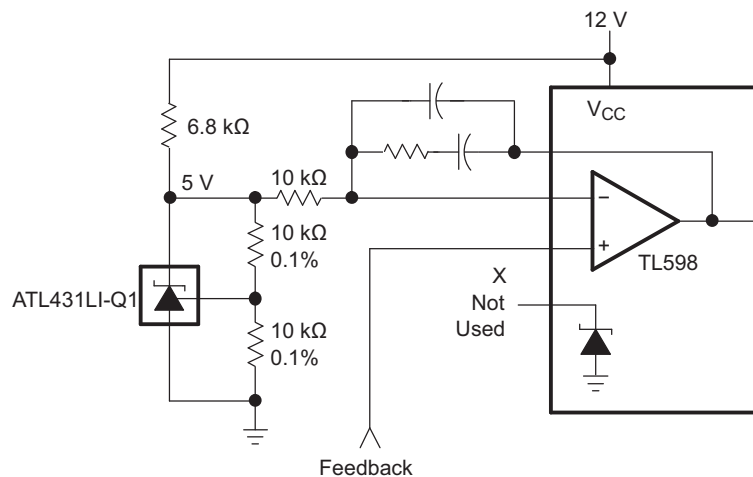 12 V
V_CC
6.8 kΩ
5 V
10 kΩ
10 kΩ
0.1%
ATL431LI-Q1
10 kΩ
0.1%
−
+
TL598
X
Not
Used
Feedback